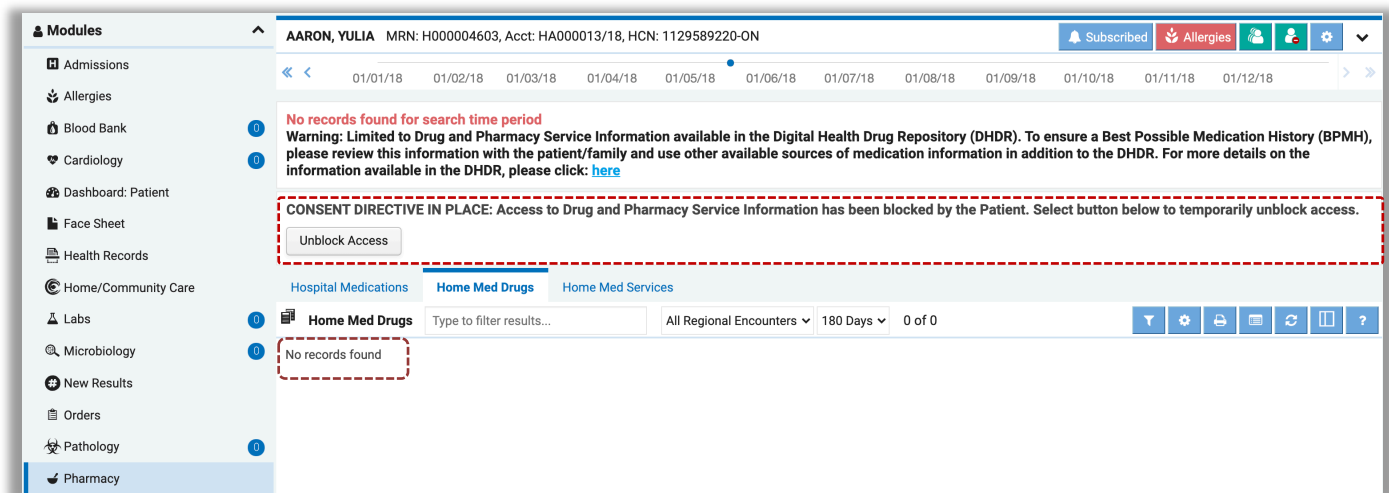 Modules
Admissions
Allergies
Blood Bank 0
Cardiology 0
Dashboard: Patient
Face Sheet
Health Records
Home/Community Care
Labs 0
Microbiology 0
New Results
Orders
Pathology 0
Pharmacy
AARON, YULIA MRN: H000004603, Acct: HA000013/18, HCN: 1129589220-ON
Subscribed Allergies
01/01/18 01/02/18 01/03/18 01/04/18 01/05/18 01/06/18 01/07/18 01/08/18 01/09/18 01/10/18 01/11/18 01/12/18
No records found for search time period
Warning: Limited to Drug and Pharmacy Service Information available in the Digital Health Drug Repository (DHDR). To ensure a Best Possible Medication History (BPMH),
please review this information with the patient/family and use other available sources of medication information in addition to the DHDR. For more details on the
information available in the DHDR, please click: here
CONSENT DIRECTIVE IN PLACE: Access to Drug and Pharmacy Service Information has been blocked by the Patient. Select button below to temporarily unblock access.
Unblock Access
Hospital Medications Home Med Drugs Home Med Services
Home Med Drugs Type to filter results... All Regional Encounters 180 Days 0 of 0 ?
No records found